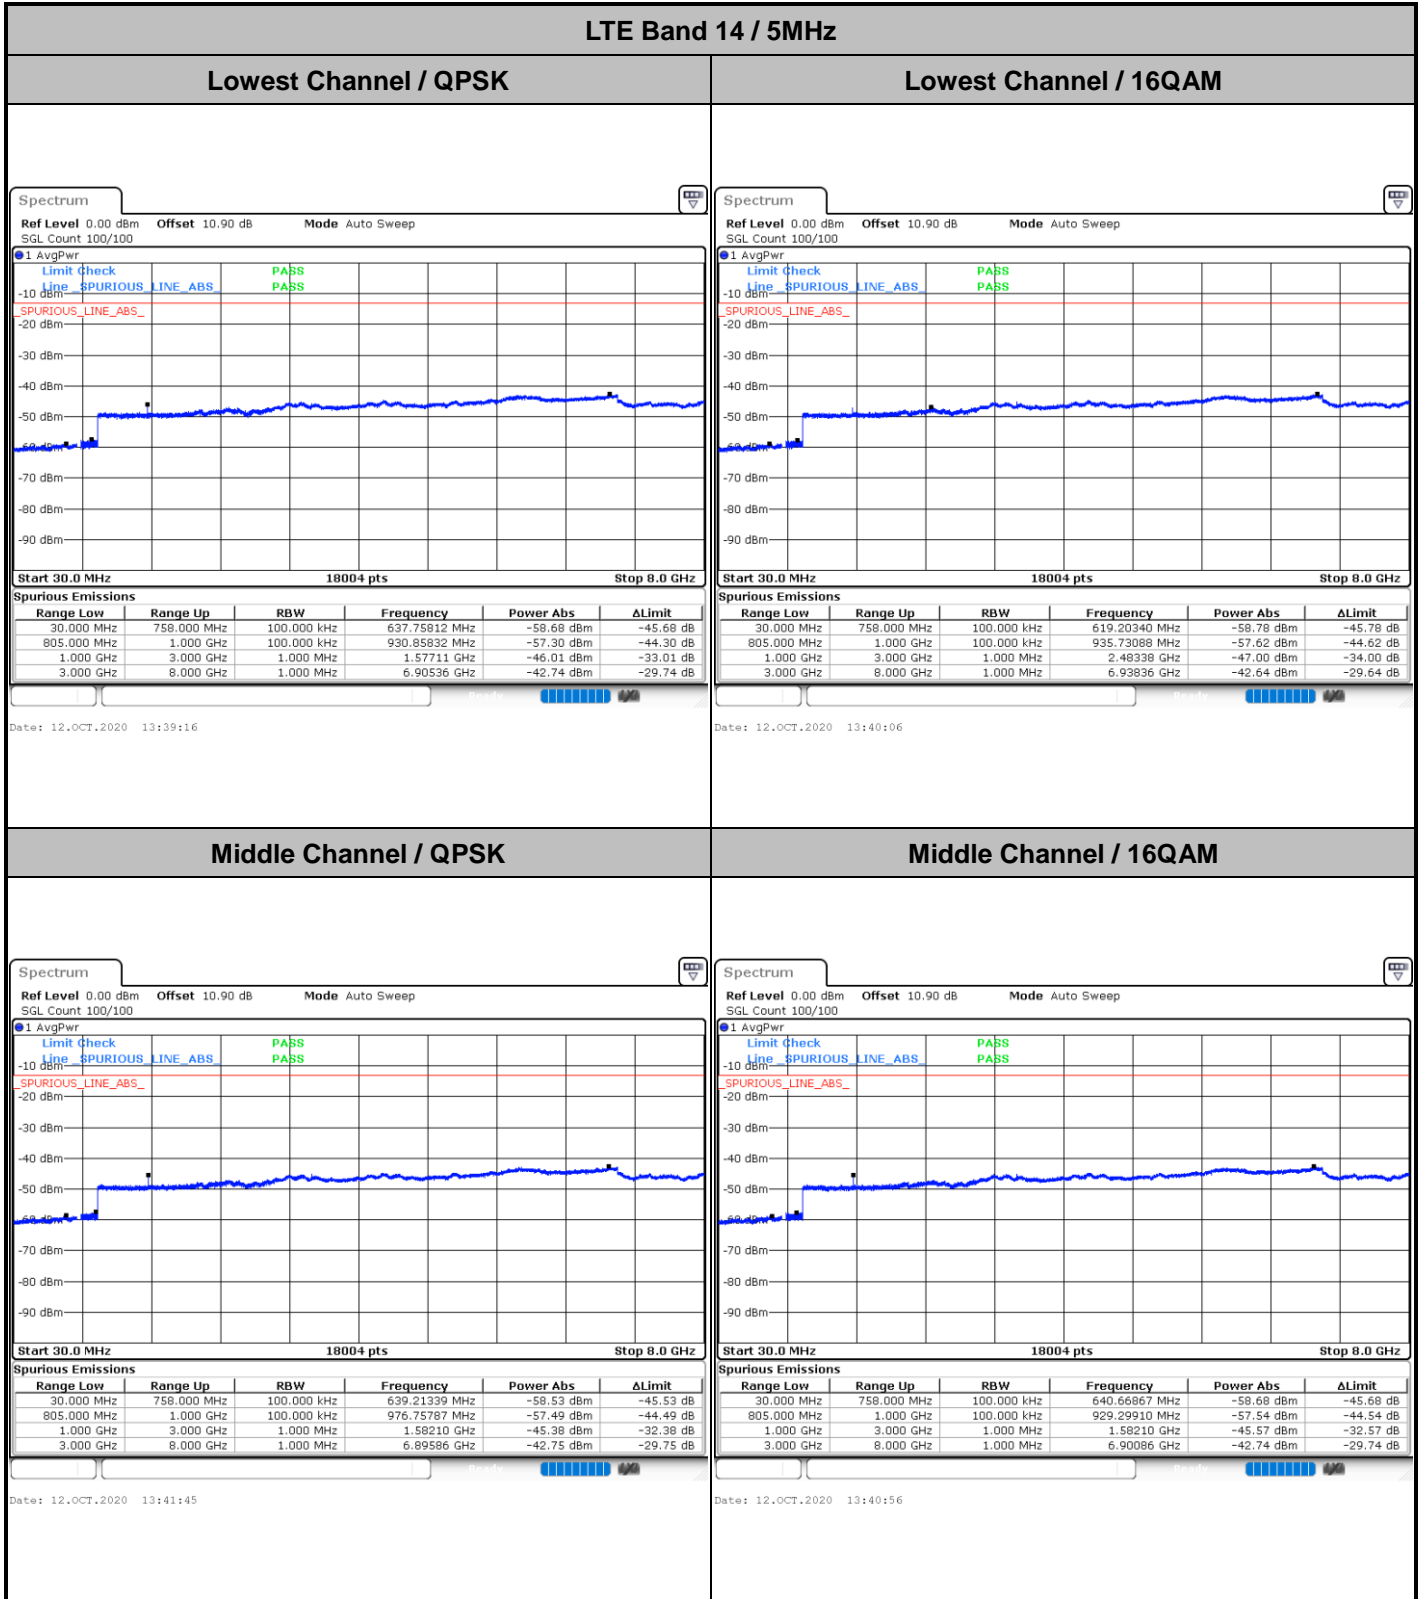 LTE Band 14 / 5MHz
Lowest Channel / QPSK
Lowest Channel / 16QAM
Spectrum
Ref Level 0.00 dBm Offset 10.90 dB Mode Auto Sweep
SGL Count 100/100
1 AvgPwr
Limit Check PASS
Line _SPURIOUS_LINE_ABS_ PASS
-10 dBm
_SPURIOUS_LINE_ABS_
-20 dBm
-30 dBm
-40 dBm
-50 dBm
-60 dBm
-70 dBm
-80 dBm
-90 dBm
Start 30.0 MHz 18004 pts Stop 8.0 GHz
Spurious Emissions
Range Low Range Up RBW Frequency Power Abs ΔLimit
30.000 MHz 758.000 MHz 100.000 kHz 637.75812 MHz -58.68 dBm -45.68 dB
805.000 MHz 1.000 GHz 100.000 kHz 930.85832 MHz -57.30 dBm -44.30 dB
1.000 GHz 3.000 GHz 1.000 MHz 1.57711 GHz -46.01 dBm -33.01 dB
3.000 GHz 8.000 GHz 1.000 MHz 6.90536 GHz -42.74 dBm -29.74 dB
Ready
Date: 12.OCT.2020 13:39:16
Spectrum
Ref Level 0.00 dBm Offset 10.90 dB Mode Auto Sweep
SGL Count 100/100
1 AvgPwr
Limit Check PASS
Line _SPURIOUS_LINE_ABS_ PASS
-10 dBm
_SPURIOUS_LINE_ABS_
-20 dBm
-30 dBm
-40 dBm
-50 dBm
-60 dBm
-70 dBm
-80 dBm
-90 dBm
Start 30.0 MHz 18004 pts Stop 8.0 GHz
Spurious Emissions
Range Low Range Up RBW Frequency Power Abs ΔLimit
30.000 MHz 758.000 MHz 100.000 kHz 619.20340 MHz -58.78 dBm -45.78 dB
805.000 MHz 1.000 GHz 100.000 kHz 935.73088 MHz -57.62 dBm -44.62 dB
1.000 GHz 3.000 GHz 1.000 MHz 2.48338 GHz -47.00 dBm -34.00 dB
3.000 GHz 8.000 GHz 1.000 MHz 6.93836 GHz -42.64 dBm -29.64 dB
Ready
Date: 12.OCT.2020 13:40:06
Middle Channel / QPSK
Middle Channel / 16QAM
Spectrum
Ref Level 0.00 dBm Offset 10.90 dB Mode Auto Sweep
SGL Count 100/100
1 AvgPwr
Limit Check PASS
Line _SPURIOUS_LINE_ABS_ PASS
-10 dBm
_SPURIOUS_LINE_ABS_
-20 dBm
-30 dBm
-40 dBm
-50 dBm
-60 dBm
-70 dBm
-80 dBm
-90 dBm
Start 30.0 MHz 18004 pts Stop 8.0 GHz
Spurious Emissions
Range Low Range Up RBW Frequency Power Abs ΔLimit
30.000 MHz 758.000 MHz 100.000 kHz 639.21339 MHz -58.53 dBm -45.53 dB
805.000 MHz 1.000 GHz 100.000 kHz 976.75787 MHz -57.49 dBm -44.49 dB
1.000 GHz 3.000 GHz 1.000 MHz 1.58210 GHz -45.38 dBm -32.38 dB
3.000 GHz 8.000 GHz 1.000 MHz 6.89586 GHz -42.75 dBm -29.75 dB
Ready
Date: 12.OCT.2020 13:41:45
Spectrum
Ref Level 0.00 dBm Offset 10.90 dB Mode Auto Sweep
SGL Count 100/100
1 AvgPwr
Limit Check PASS
Line _SPURIOUS_LINE_ABS_ PASS
-10 dBm
_SPURIOUS_LINE_ABS_
-20 dBm
-30 dBm
-40 dBm
-50 dBm
-60 dBm
-70 dBm
-80 dBm
-90 dBm
Start 30.0 MHz 18004 pts Stop 8.0 GHz
Spurious Emissions
Range Low Range Up RBW Frequency Power Abs ΔLimit
30.000 MHz 758.000 MHz 100.000 kHz 640.66867 MHz -58.68 dBm -45.68 dB
805.000 MHz 1.000 GHz 100.000 kHz 929.29910 MHz -57.54 dBm -44.54 dB
1.000 GHz 3.000 GHz 1.000 MHz 1.58210 GHz -45.57 dBm -32.57 dB
3.000 GHz 8.000 GHz 1.000 MHz 6.90086 GHz -42.74 dBm -29.74 dB
Ready
Date: 12.OCT.2020 13:40:56